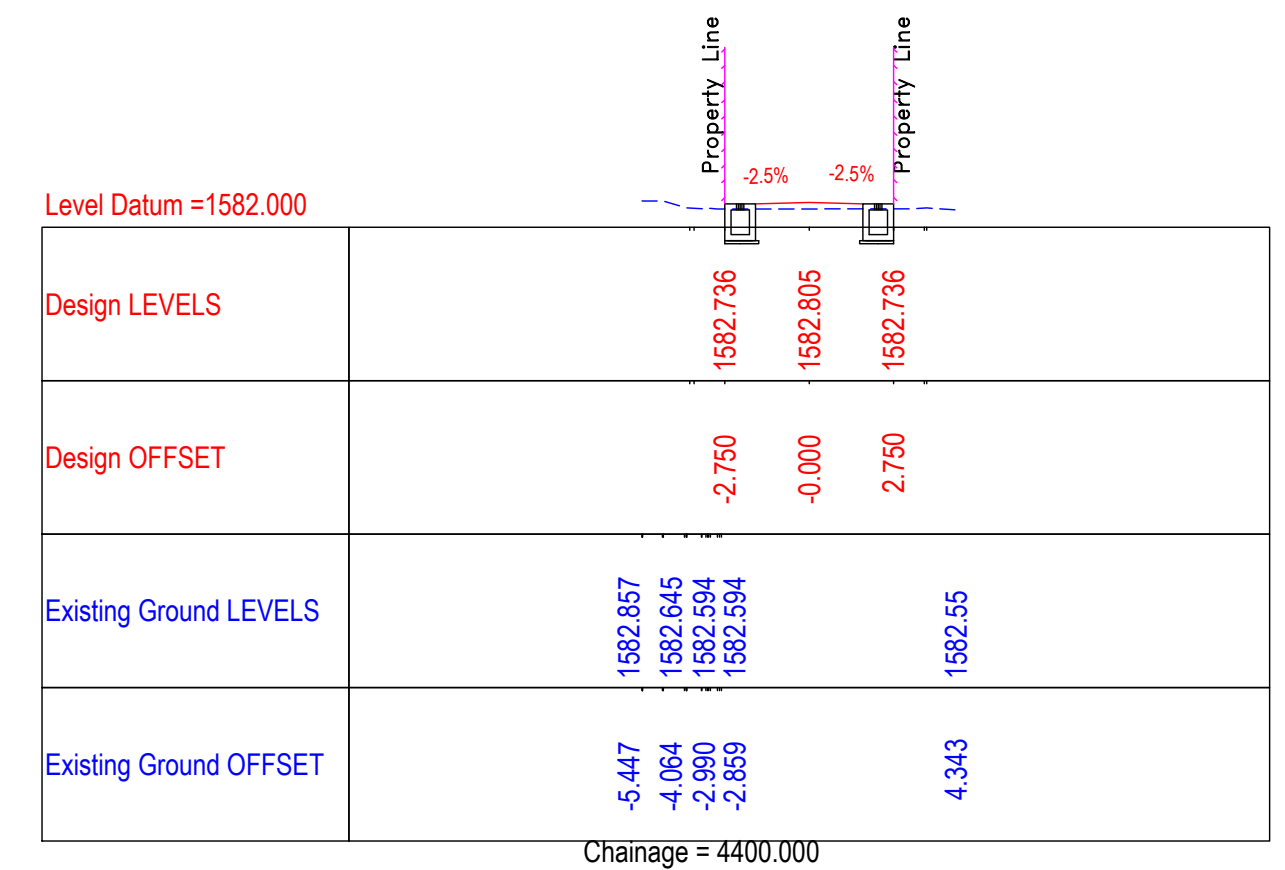 Property Line
Property Line
-2.5%
-2.5%
Level Datum =1582.000
Design LEVELS
1582.736
1582.805
1582.736
Design OFFSET
-2.750
-0.000
2.750
Existing Ground LEVELS
1582.857
1582.645
1582.594
1582.594
1582.55
Existing Ground OFFSET
-5.447
-4.064
-2.990
-2.859
4.343
Chainage = 4400.000